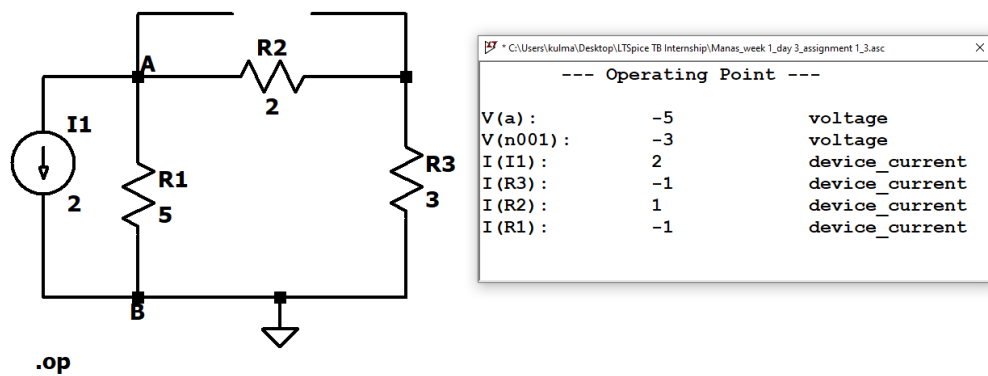 R2
A
2
I1
R1
R3
2
5
3
B
.op
* C:\Users\kulma\Desktop\LTSpice TB Internship\Manas_week 1_day 3_assignment 1_3.asc
--- Operating Point ---
V(a): -5 voltage
V(n001): -3 voltage
I(I1): 2 device_current
I(R3): -1 device_current
I(R2): 1 device_current
I(R1): -1 device_current